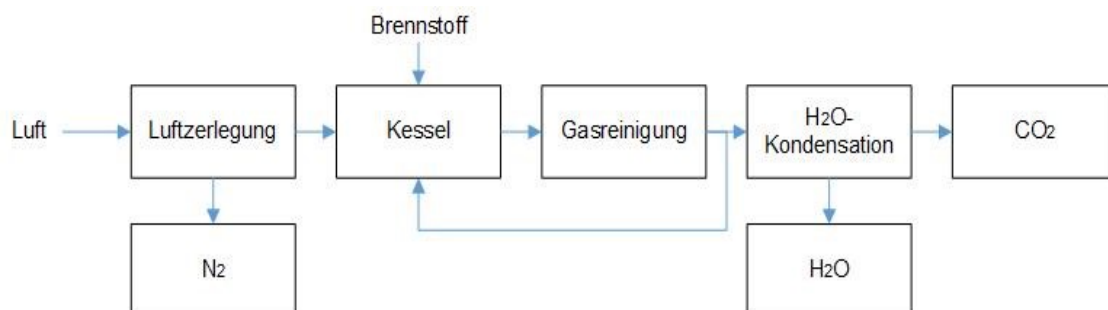 Brennstoff
Luft
Luftzerlegung
Kessel
Gasreinigung
H2O-
Kondensation
CO2
N2
H2O